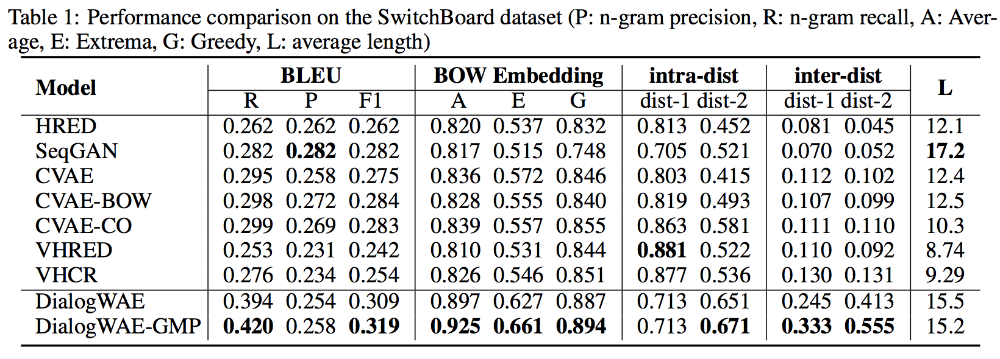 Table 1: Performance comparison on the SwitchBoard dataset (P: n-gram precision, R: n-gram recall, A: Aver-
age, E: Extrema, G: Greedy, L: average length)
Model BLEU BOW Embedding intra-dist inter-dist L
R P F1 A E G dist-1 dist-2 dist-1 dist-2
HRED 0.262 0.262 0.262 0.820 0.537 0.832 0.813 0.452 0.081 0.045 12.1
SeqGAN 0.282 0.282 0.282 0.817 0.515 0.748 0.705 0.521 0.070 0.052 17.2
CVAE 0.295 0.258 0.275 0.836 0.572 0.846 0.803 0.415 0.112 0.102 12.4
CVAE-BOW 0.298 0.272 0.284 0.828 0.555 0.840 0.819 0.493 0.107 0.099 12.5
CVAE-CO 0.299 0.269 0.283 0.839 0.557 0.855 0.863 0.581 0.111 0.110 10.3
VHRED 0.253 0.231 0.242 0.810 0.531 0.844 0.881 0.522 0.110 0.092 8.74
VHCR 0.276 0.234 0.254 0.826 0.546 0.851 0.877 0.536 0.130 0.131 9.29
DialogWAE 0.394 0.254 0.309 0.897 0.627 0.887 0.713 0.651 0.245 0.413 15.5
DialogWAE-GMP 0.420 0.258 0.319 0.925 0.661 0.894 0.713 0.671 0.333 0.555 15.2